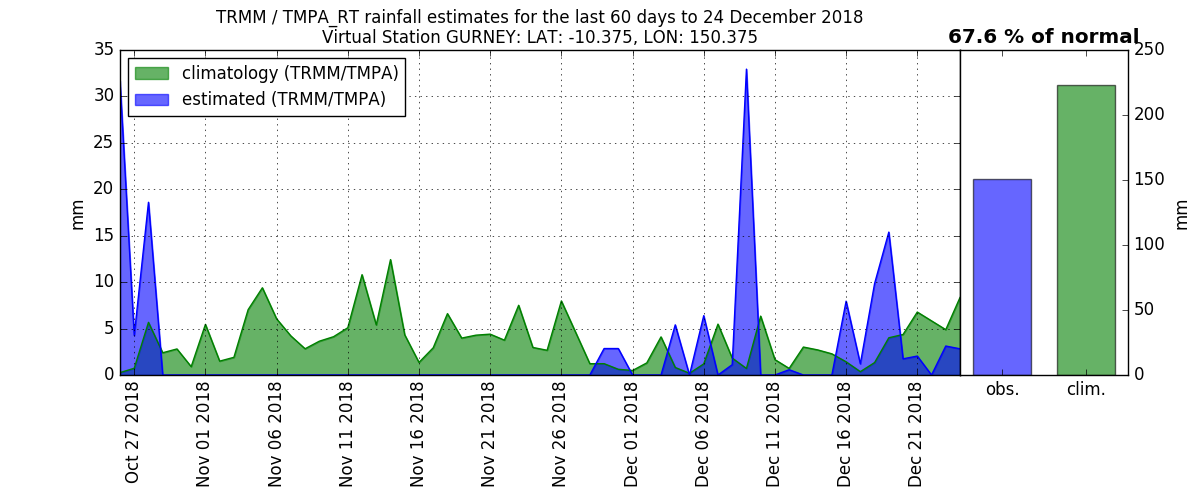 TRMM / TMPA_RT rainfall estimates for the last 60 days to 24 December 2018
Virtual Station GURNEY: LAT: -10.375, LON: 150.375
67.6 % of normal
climatology (TRMM/TMPA)
estimated (TRMM/TMPA)
mm
35
30
25
20
15
10
5
0
Oct 27 2018
Nov 01 2018
Nov 06 2018
Nov 11 2018
Nov 16 2018
Nov 21 2018
Nov 26 2018
Dec 01 2018
Dec 06 2018
Dec 11 2018
Dec 16 2018
Dec 21 2018
obs.
clim.
250
200
150
100
50
0
mm